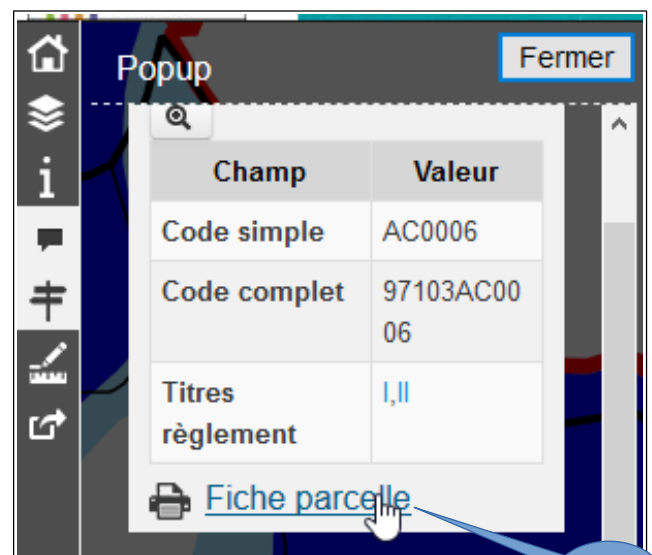 Popup
Fermer
Champ Valeur
Code simple AC0006
Code complet 97103AC00
06
Titres I,II
règlement
Fiche parcelle